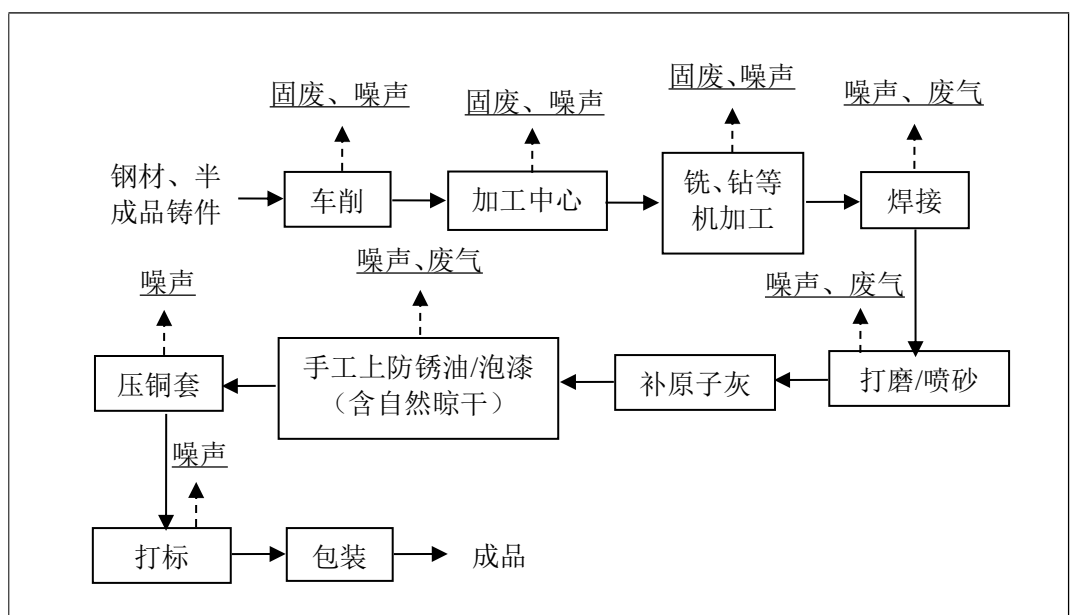 固废、噪声
固废、噪声
固废、噪声
噪声、废气
钢材、半
成品铸件
车削
加工中心
铣、钻等
机加工
焊接
噪声
噪声、废气
噪声、废气
压铜套
手工上防锈油/泡漆
（含自然晾干）
补原子灰
打磨/喷砂
噪声
打标
包装
成品